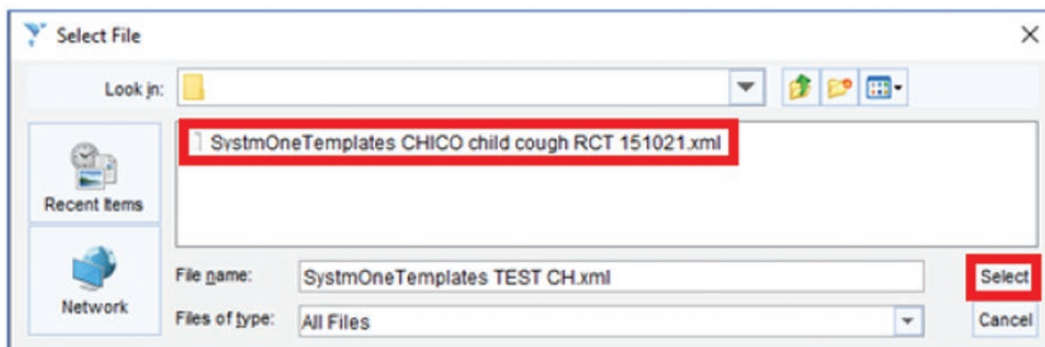 Select File
Look in:
SystmOneTemplates CHICO child cough RCT 151021.xml
Recent Items
File name: SystmOneTemplates TEST CH.xml Select
Network
Files of type: All Files Cancel